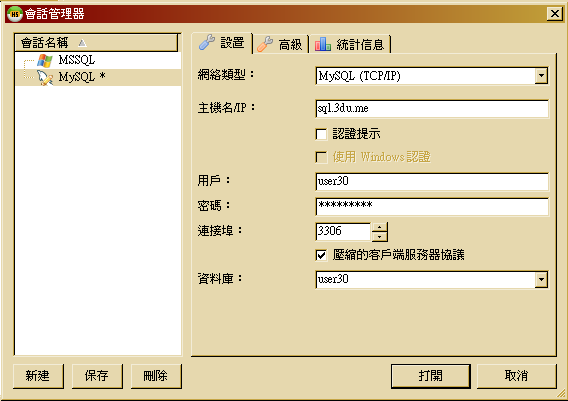 HS 會話管理器
會話名稱
MSSQL
MySQL *
設置 高級 統計信息
網絡類型： MySQL (TCP/IP)
主機名/IP： sql.3du.me
認證提示
使用 Windows 認證
用戶： user30
密碼： *********
連接埠： 3306
壓縮的客戶端服務器協議
資料庫： user30
新建 保存 刪除 打開 取消